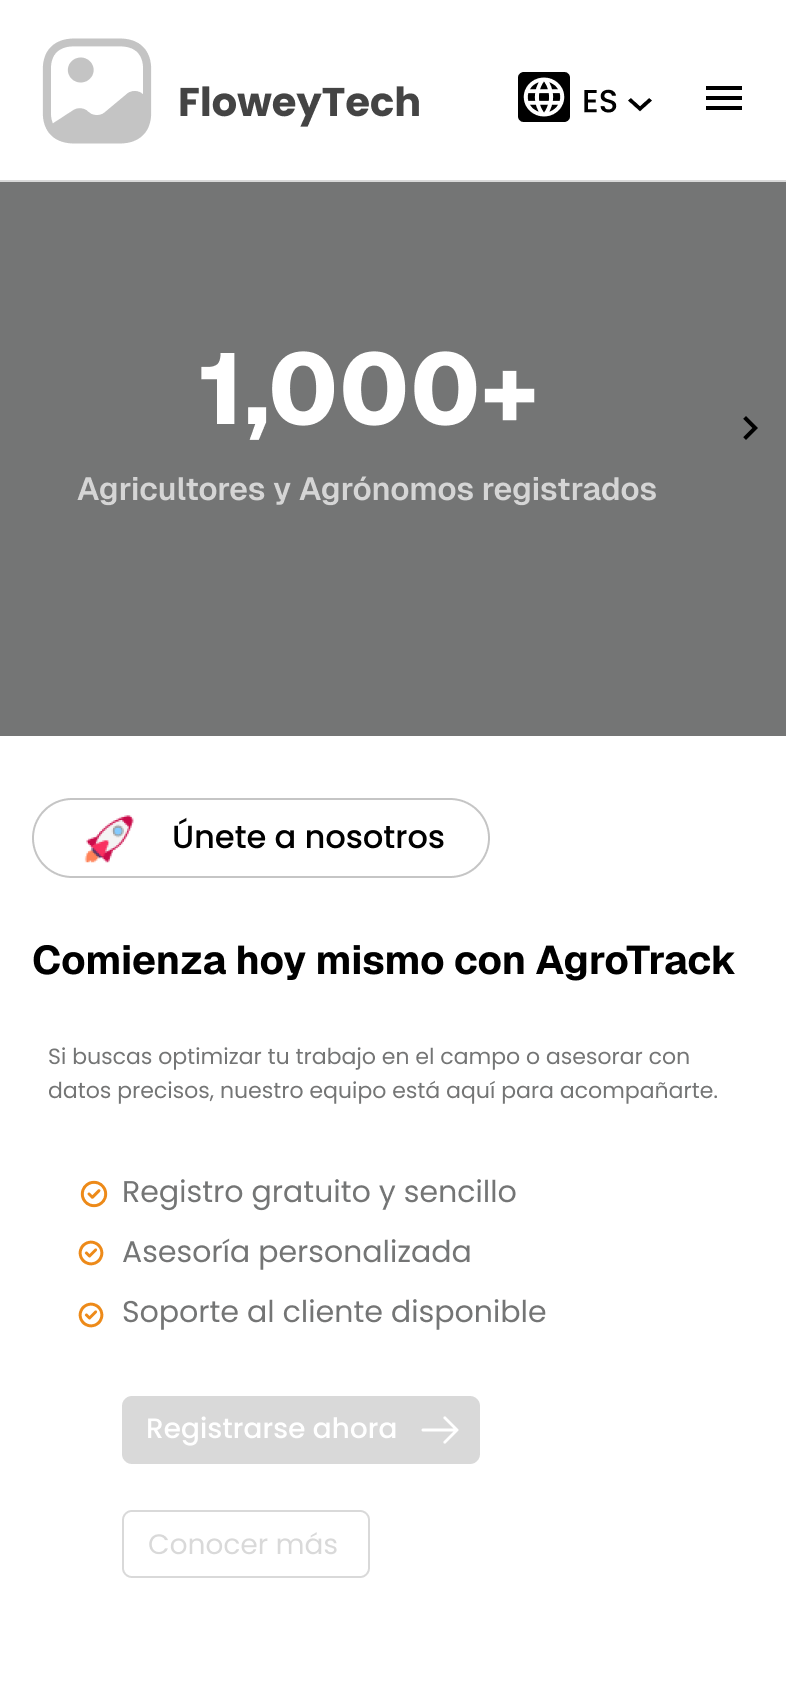 FloweyTech
ES
1,000+
Agricultores y Agrónomos registrados
Únete a nosotros
Comienza hoy mismo con AgroTrack
Si buscas optimizar tu trabajo en el campo o asesorar con
datos precisos, nuestro equipo está aquí para acompañarte.
Registro gratuito y sencillo
Asesoría personalizada
Soporte al cliente disponible
Registrarse ahora
Conocer más